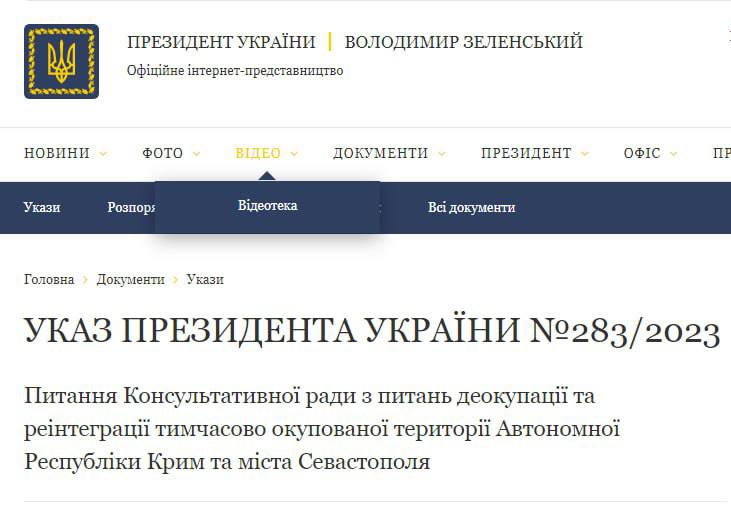 ПРЕЗИДЕНТ УКРАЇНИ | ВОЛОДИМИР ЗЕЛЕНСЬКИЙ
Офіційне інтернет-представництво
НОВИНИ ФОТО ВІДЕО ДОКУМЕНТИ ПРЕЗИДЕНТ ОФІС ПР
Укази Розпоря Відеотека Всі документи
Головна > Документи > Укази
УКАЗ ПРЕЗИДЕНТА УКРАЇНИ №283/2023
Питання Консультативної ради з питань деокупації та
реінтеграції тимчасово окупованої території Автономної
Республіки Крим та міста Севастополя